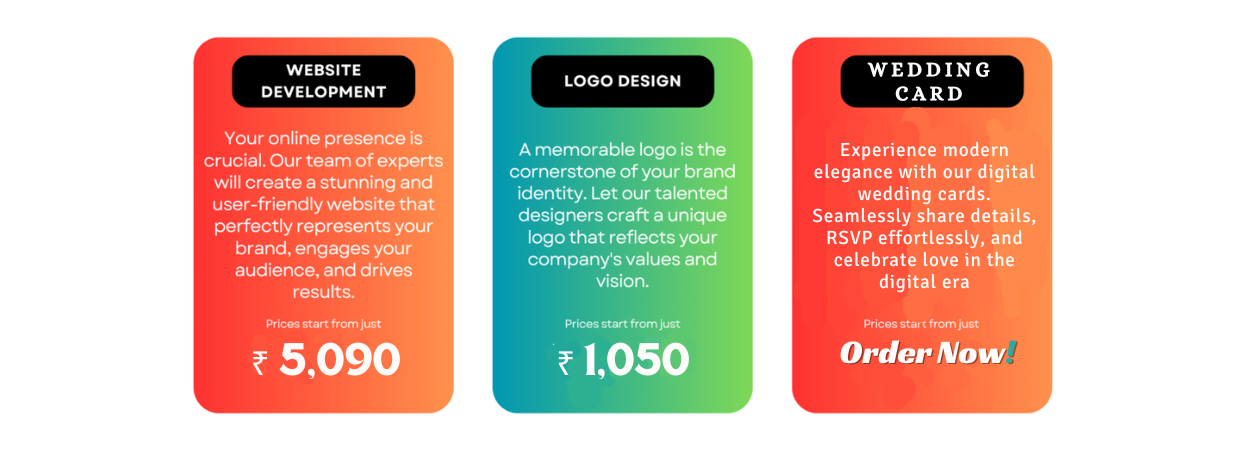 WEBSITE
DEVELOPMENT
Your online presence is
crucial. Our team of experts
will create a stunning and
user-friendly website that
perfectly represents your
brand, engages your
audience, and drives
results.
Prices start from just
₹ 5,090
LOGO DESIGN
A memorable logo is the
cornerstone of your brand
identity. Let our talented
designers craft a unique
logo that reflects your
company's values and
vision.
Prices start from just
₹ 1,050
WEDDING
CARD
Experience modern
elegance with our digital
wedding cards.
Seamlessly share details,
RSVP effortlessly, and
celebrate love in the
digital era
Prices start from just
Order Now!